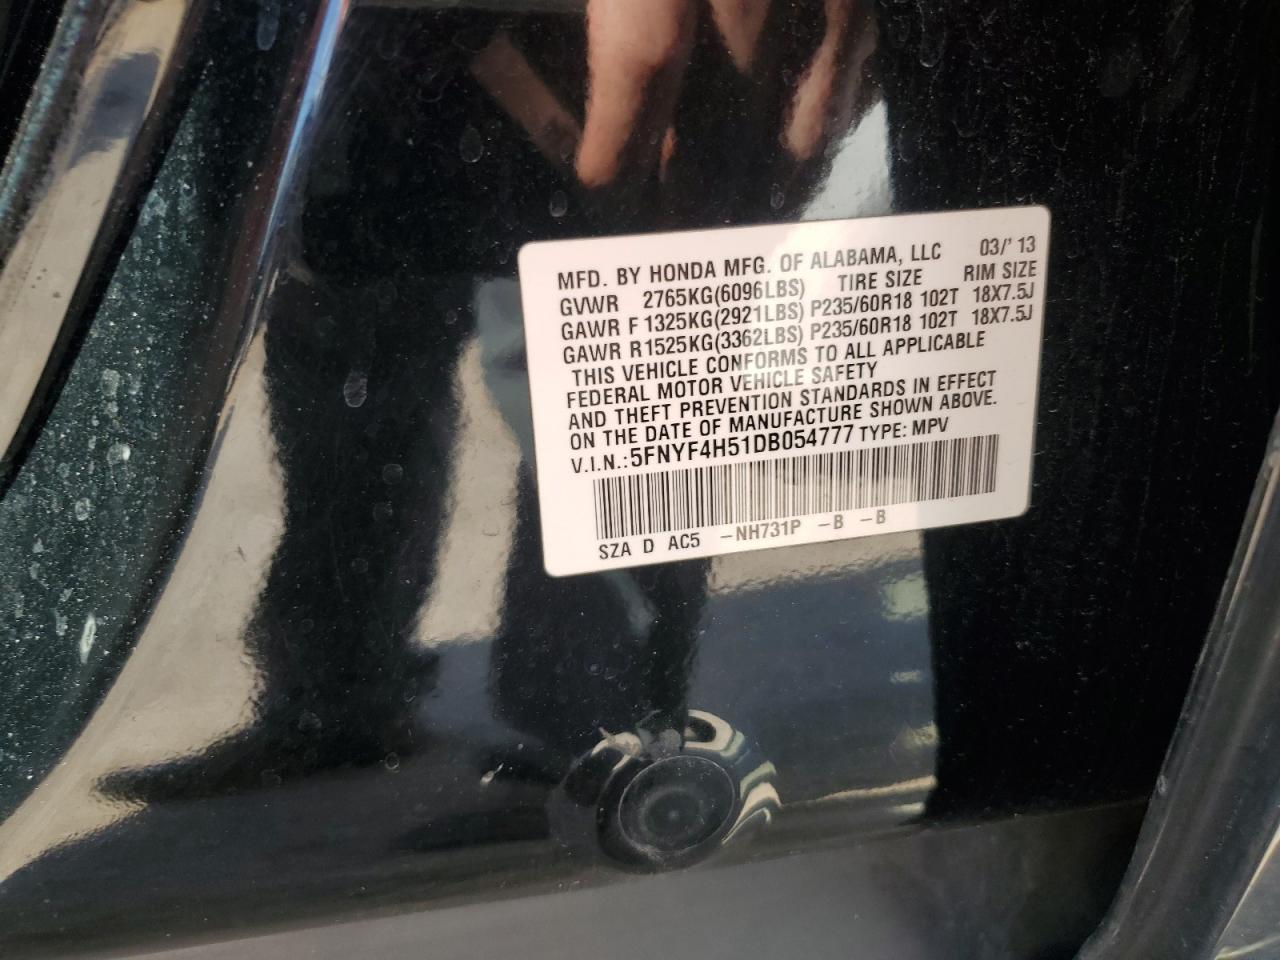 MFD. BY HONDA MFG. OF ALABAMA, LLC 03/'13
GVWR 2765KG(6096LBS) TIRE SIZE RIM SIZE
GAWR F 1325KG(2921LBS) P235/60R18 102T 18X7.5J
GAWR R1525KG(3362LBS) P235/60R18 102T 18X7.5J
THIS VEHICLE CONFORMS TO ALL APPLICABLE
FEDERAL MOTOR VEHICLE SAFETY
AND THEFT PREVENTION STANDARDS IN EFFECT
ON THE DATE OF MANUFACTURE SHOWN ABOVE.
V.I.N.:5FNYF4H51DB054777 TYPE: MPV
SZA D AC5 -NH731P -B -B